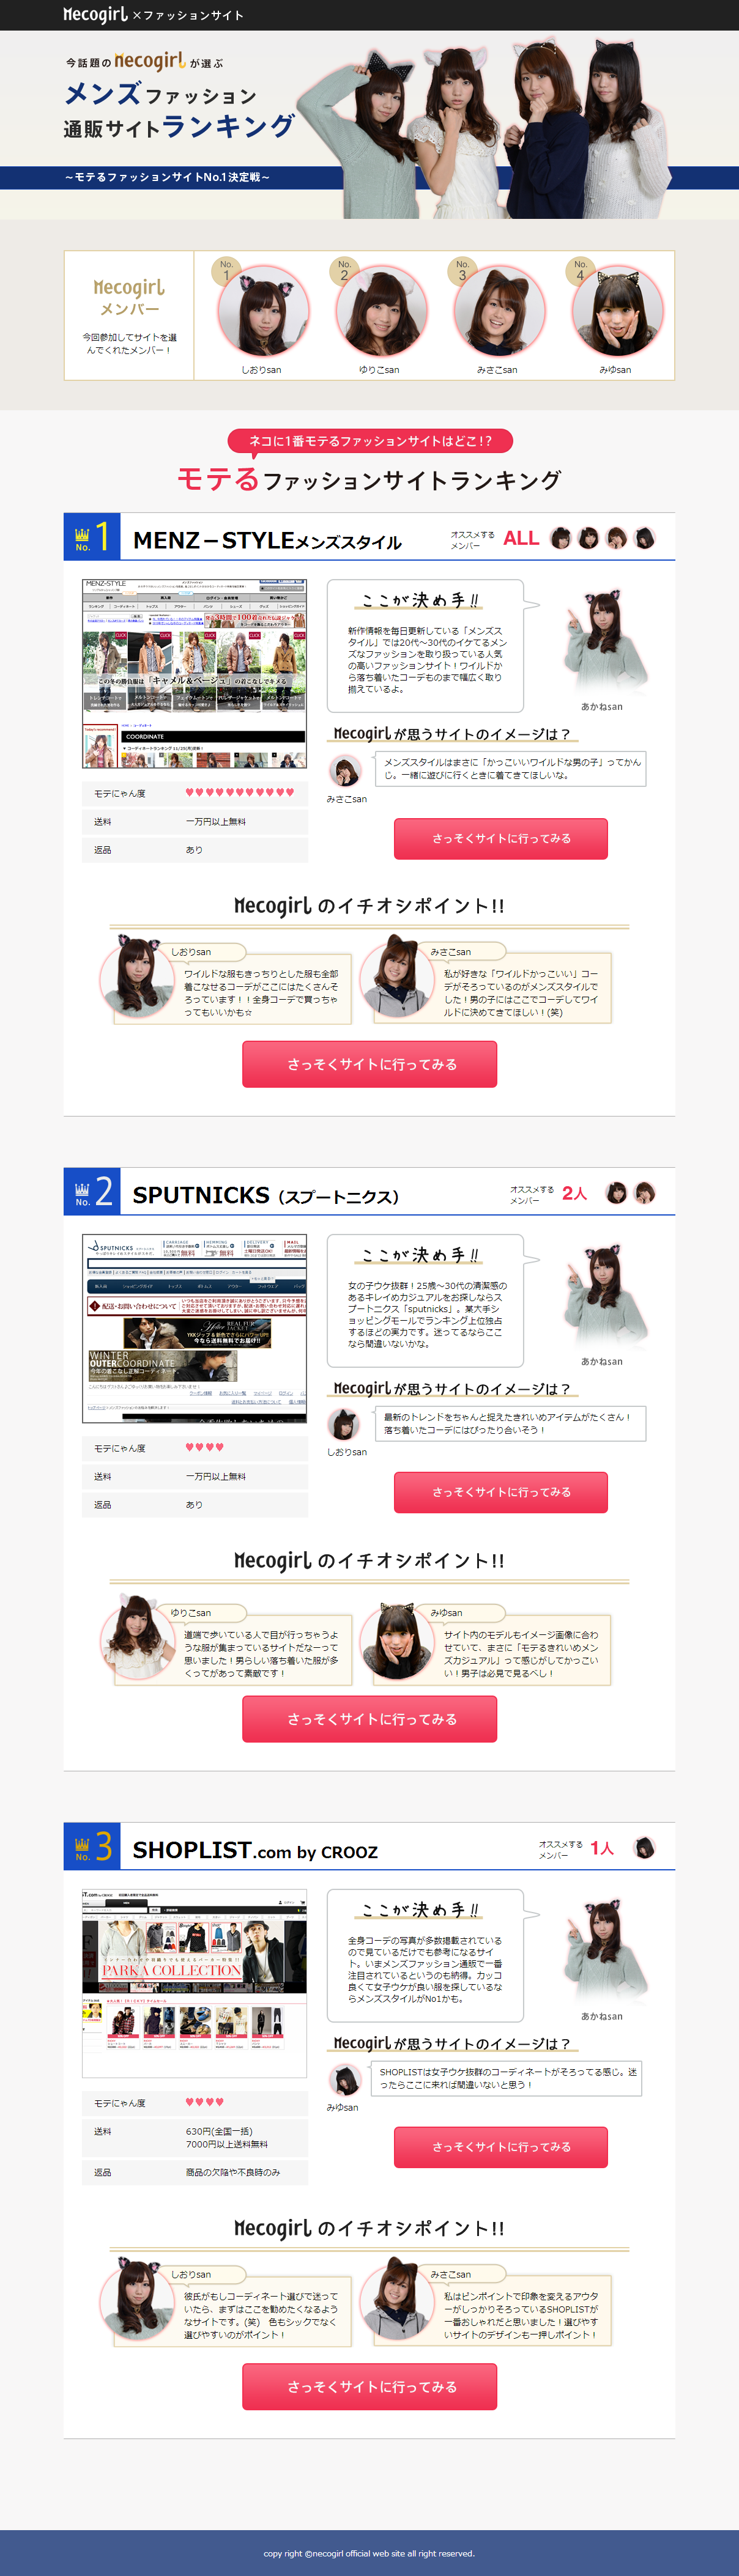 Necogirl ×ファッションサイト
今話題のnecogirlが選ぶ
メンズファッション
通販サイトランキング
～モテるファッションサイトNo.1決定戦～
Necogirl
メンバー
今回参加してサイトを選
んでくれたメンバー！
No.
1
しおりsan
No.
2
ゆりこsan
No.
3
みさこsan
No.
4
みゆsan
ネコに1番モテるファッションサイトはどこ!?
モテるファッションサイトランキング
No. 1
MENZ－STYLEメンズスタイル
オススメする
メンバー
ALL
MENZ-STYLE
この冬の勝負服は「キャメル＆ベージュ」の着こなしでキメる
COORDINATE
ここが決め手!!
新作情報を毎日更新している「メンズス
タイル」では20代～30代のイケてるメン
ズなファッションを取り扱っている人気
の高いファッションサイト！ワイルドか
ら落ち着いたコーデものまで幅広く取り
揃えているよ。
あかねsan
Necogirlが思うサイトのイメージは？
メンズスタイルはまさに「かっこいいワイルドな男の子」ってかん
じ。一緒に遊びに行くときに着てきてほしいな。
みさこsan
モテにゃん度 ♥♥♥♥♥♥♥♥♥♥♥
送料 一万円以上無料
返品 あり
さっそくサイトに行ってみる
Necogirl のイチオシポイント!!
しおりsan
ワイルドな服もきっちりとした服も全部
着こなせるコーデがここにはたくさんそ
ろっています！！全身コーデで買っちゃ
ってもいいかも☆
みさこsan
私が好きな「ワイルドかっこいい」コー
デがそろっているのがメンズスタイルで
した！男の子にはここでコーデしてワイ
ルドに決めてきてほしい！(笑)
さっそくサイトに行ってみる
No. 2
SPUTNICKS（スプートニクス）
オススメする
メンバー
2人
SPUTNICKS
配送・お問い合わせについて
WINTER
OUTERCOORDINATE
今年の着こなし冬コーディネート。
ここが決め手!!
女の子ウケ抜群！25歳～30代の清潔感の
あるキレイめカジュアルをお探しならス
プートニクス「sputnicks」。某大手シ
ョッピングモールでランキング上位独占
するほどの実力です。迷ってるならここ
なら間違いないかな。
あかねsan
Necogirlが思うサイトのイメージは？
最新のトレンドをちゃんと捉えたきれいめアイテムがたくさん！
落ち着いたコーデにはぴったり合いそう！
しおりsan
モテにゃん度 ♥♥♥♥
送料 一万円以上無料
返品 あり
さっそくサイトに行ってみる
Necogirl のイチオシポイント!!
ゆりこsan
道端で歩いている人で目が行っちゃうよ
うな服が集まっているサイトだなーって
思いました！男らしい落ち着いた服が多
くってがあって素敵です！
みゆsan
サイト内のモデルもイメージ画像に合わ
せていて、まさに「モテるきれいめメン
ズカジュアル」って感じがしてかっこい
い！男子は必見で見るべし！
さっそくサイトに行ってみる
No. 3
SHOPLIST.com by CROOZ
オススメする
メンバー
1人
PARKA COLLECTION
ここが決め手!!
全身コーデの写真が多数掲載されている
ので見ているだけでも参考になるサイ
ト。いまメンズファッション通販で一番
注目されているというのも納得。カッコ
良くて女子ウケが良い服を探しているな
らメンズスタイルがNo1かも。
あかねsan
Necogirlが思うサイトのイメージは？
SHOPLISTは女子ウケ抜群のコーディネートがそろってる感じ。迷
ったらここに来れば間違いないと思う！
みゆsan
モテにゃん度 ♥♥♥♥
送料 630円(全国一括)
7000円以上送料無料
返品 商品の欠陥や不良時のみ
さっそくサイトに行ってみる
Necogirl のイチオシポイント!!
しおりsan
彼氏がもしコーディネート選びで迷って
いたら、まずはここを勧めたくなるよう
なサイトです。(笑)　色もシックでなく
選びやすいのがポイント！
みさこsan
私はピンポイントで印象を変えるアウタ
ーがしっかりそろっているSHOPLISTが
一番おしゃれだと思いました！選びやす
いサイトのデザインも一押しポイント！
さっそくサイトに行ってみる
copy right ©necogirl official web site all right reserved.